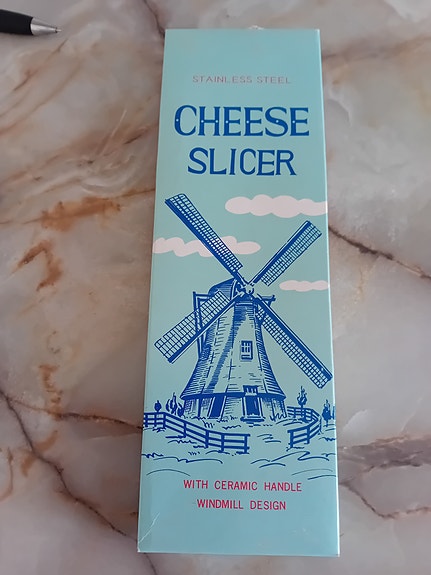 STAINLESS STEEL
CHEESE
SLICER
WITH CERAMIC HANDLE
WINDMILL DESIGN